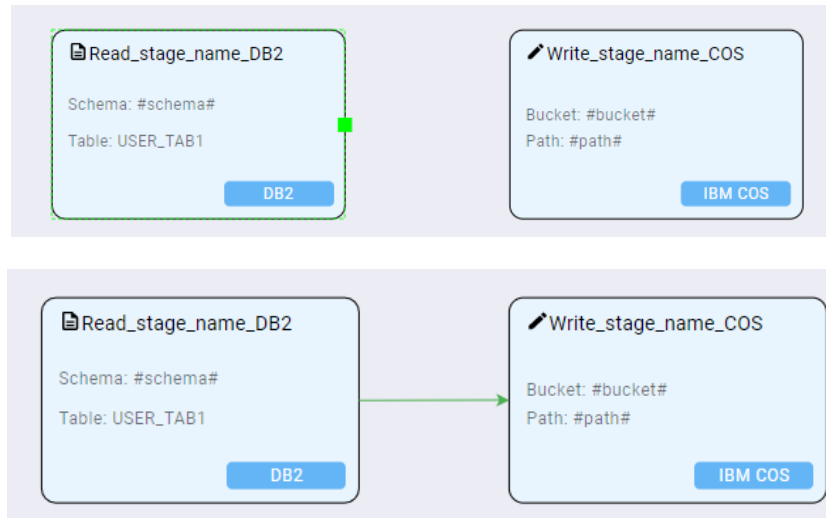 Read_stage_name_DB2
Schema: #schema#
Table: USER_TAB1
DB2
Write_stage_name_COS
Bucket: #bucket#
Path: #path#
IBM COS
Read_stage_name_DB2
Schema: #schema#
Table: USER_TAB1
DB2
Write_stage_name_COS
Bucket: #bucket#
Path: #path#
IBM COS